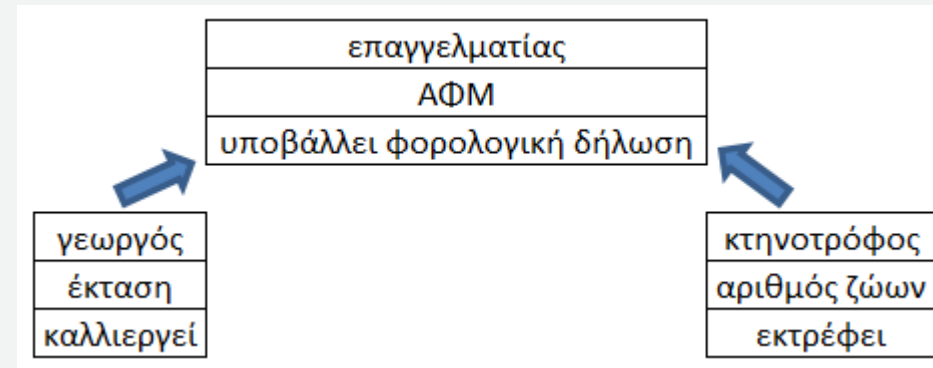 επαγγελματίας
ΑΦΜ
υποβάλλει φορολογική δήλωση
γεωργός
έκταση
καλλιεργεί
κτηνοτρόφος
αριθμός ζώων
εκτρέφει